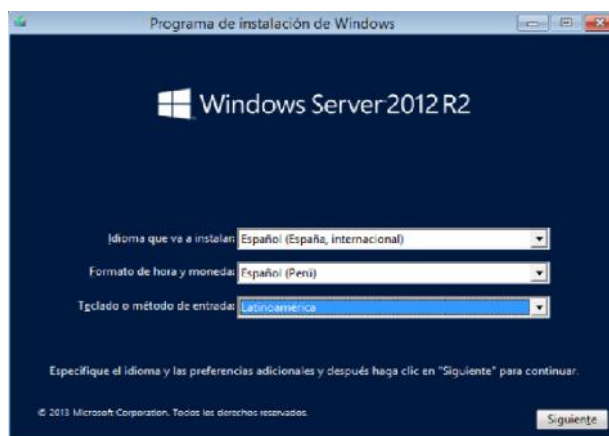 Programa de instalación de Windows
Windows Server 2012 R2
Idioma que va a instalar: Español (España, internacional)
Formato de hora y moneda: Español (Perú)
Teclado o método de entrada: Latinoamérica
Especifique el idioma y las preferencias adicionales y después haga clic en "Siguiente" para continuar.
© 2013 Microsoft Corporation. Todos los derechos reservados.
Siguiente